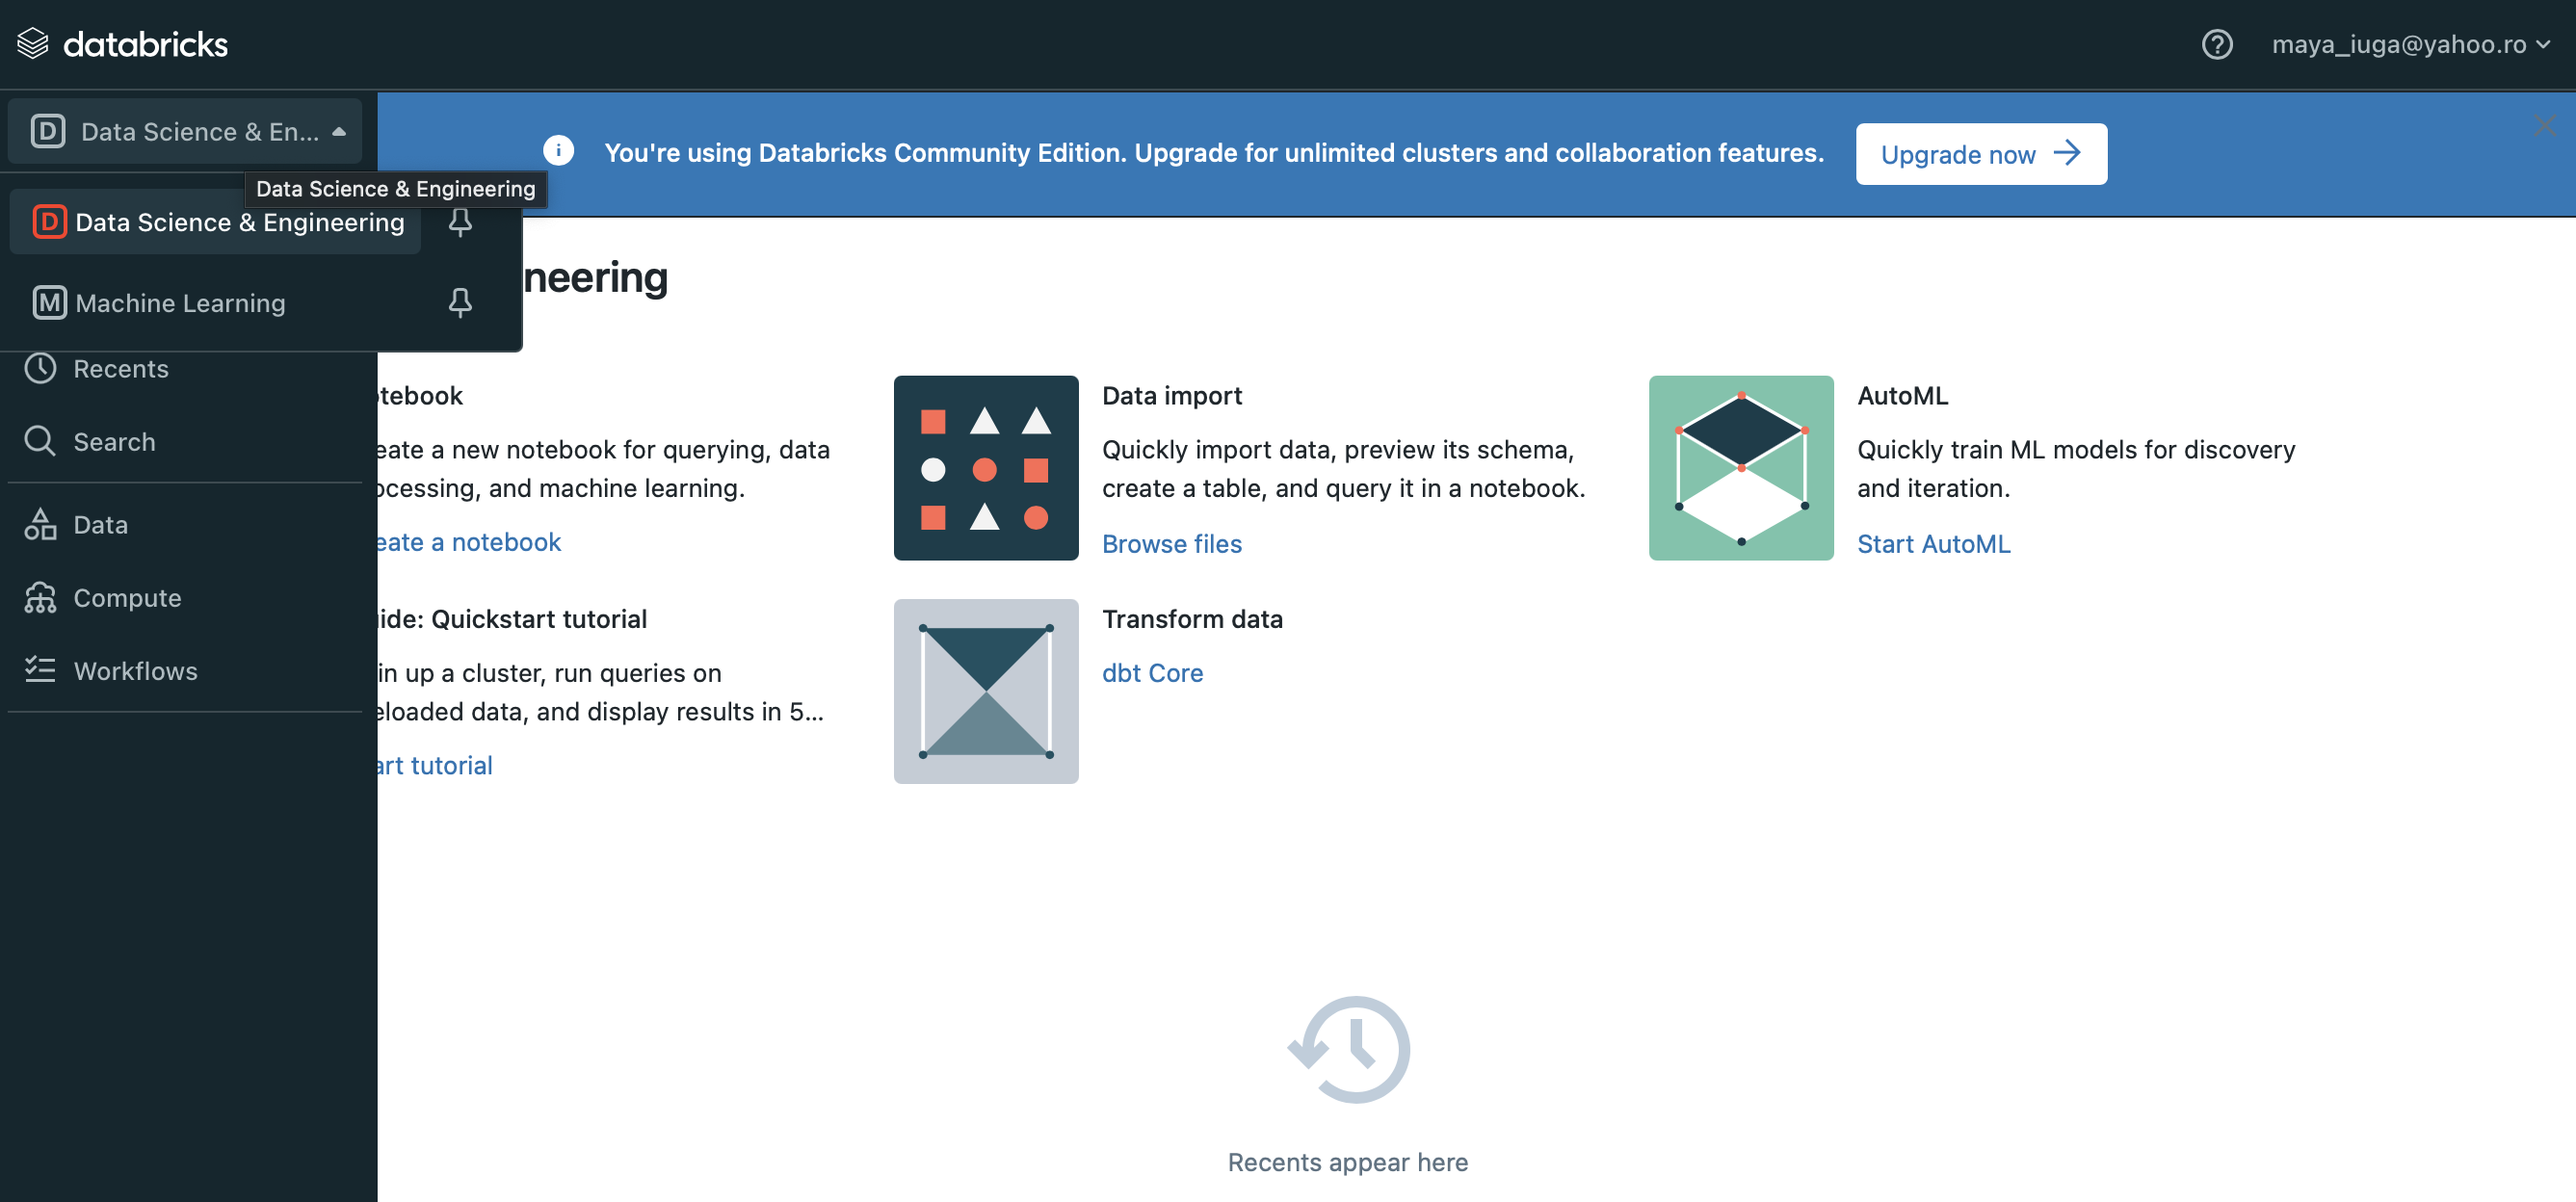 databricks
maya_iuga@yahoo.ro
D Data Science & En...
You're using Databricks Community Edition. Upgrade for unlimited clusters and collaboration features.
Upgrade now
Data Science & Engineering
D Data Science & Engineering
M Machine Learning
neering
Recents
Search
Data
Compute
Workflows
tebook
eate a new notebook for querying, data
ocessing, and machine learning.
eate a notebook
Data import
Quickly import data, preview its schema,
create a table, and query it in a notebook.
Browse files
AutoML
Quickly train ML models for discovery
and iteration.
Start AutoML
ide: Quickstart tutorial
in up a cluster, run queries on
eloaded data, and display results in 5...
art tutorial
Transform data
dbt Core
Recents appear here